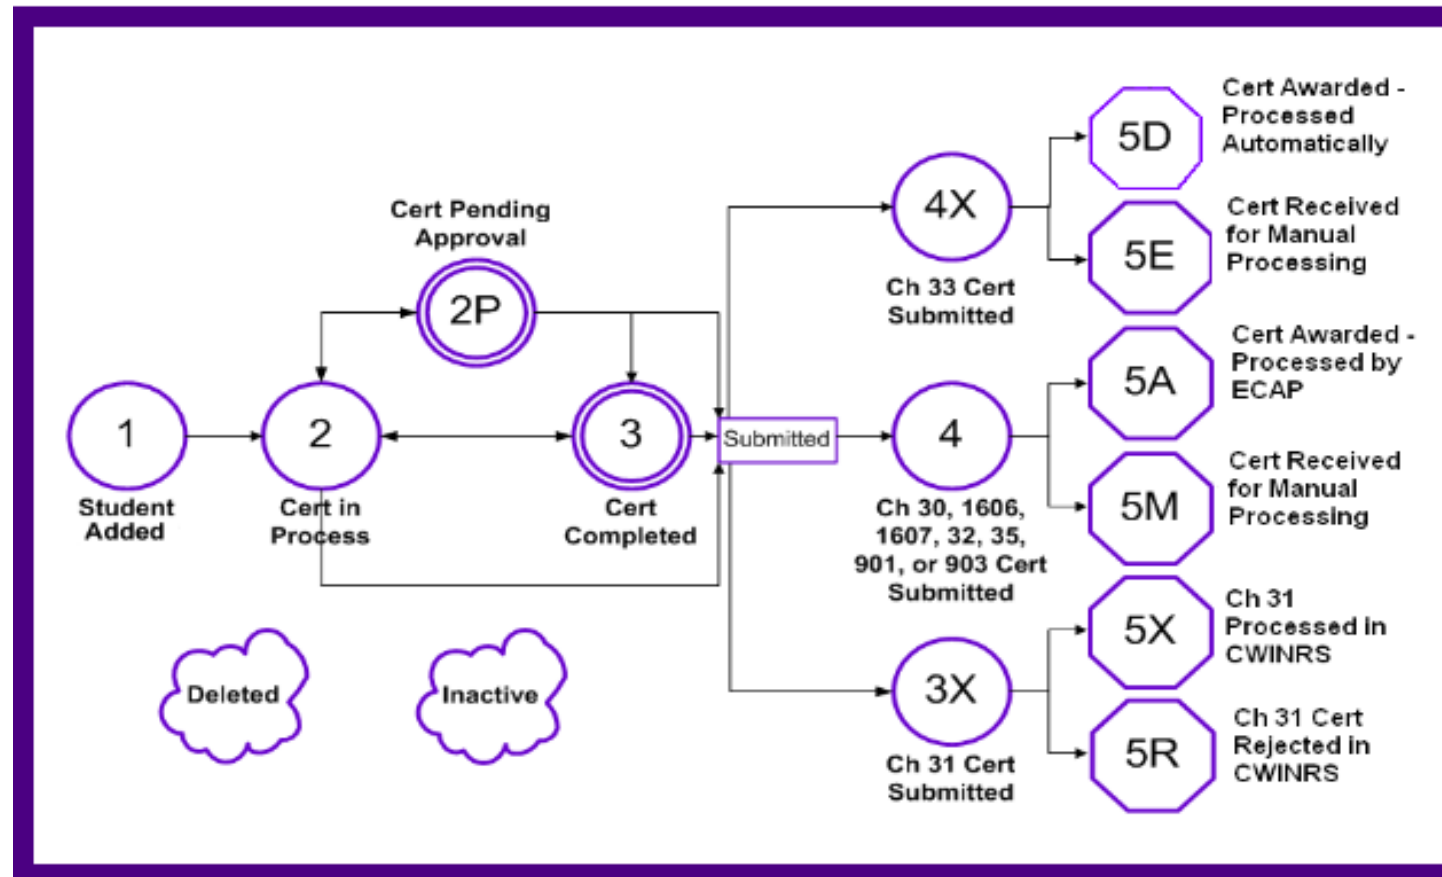 Cert Awarded -
Processed
Automatically
5D
4X
Cert Received
for Manual
Processing
5E
Cert Pending
Approval
2P
Ch 33 Cert
Submitted
Cert Awarded -
Processed by
ECAP
5A
1
2
3
Submitted
4
Student
Added
Cert in
Process
Cert
Completed
Ch 30, 1606,
1607, 32, 35,
901, or 903 Cert
Submitted
Cert Received
for Manual
Processing
5M
Ch 31
Processed in
CWINRS
5X
Deleted
Inactive
3X
Ch 31 Cert
Submitted
Ch 31 Cert
Rejected in
CWINRS
5R